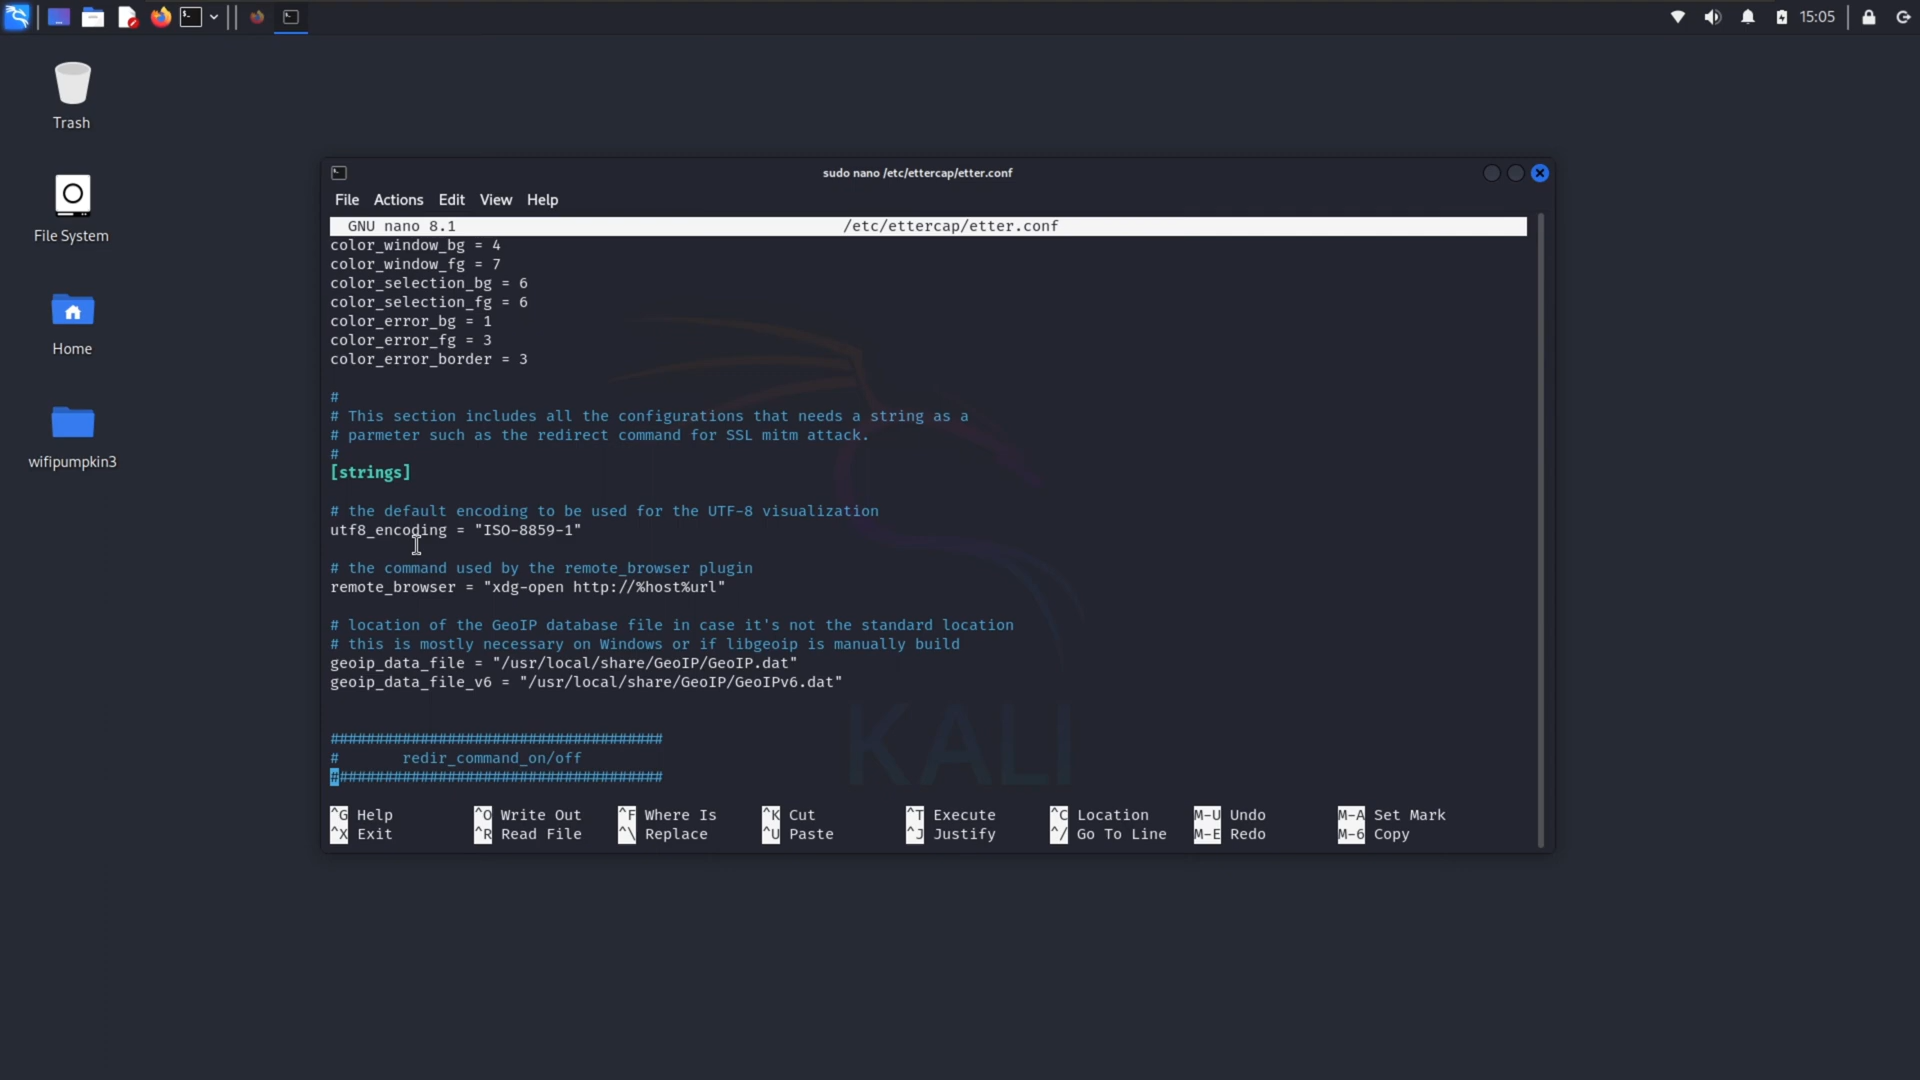 15:05
Trash
File System
Home
wifipumpkin3
sudo nano /etc/ettercap/etter.conf
File Actions Edit View Help
GNU nano 8.1 /etc/ettercap/etter.conf
color_window_bg = 4
color_window_fg = 7
color_selection_bg = 6
color_selection_fg = 6
color_error_bg = 1
color_error_fg = 3
color_error_border = 3
#
# This section includes all the configurations that needs a string as a
# parmeter such as the redirect command for SSL mitm attack.
#
[strings]
# the default encoding to be used for the UTF-8 visualization
utf8_encoding = "ISO-8859-1"
# the command used by the remote_browser plugin
remote_browser = "xdg-open http://%host%url"
# location of the GeoIP database file in case it's not the standard location
# this is mostly necessary on Windows or if libgeoip is manually build
geoip_data_file = "/usr/local/share/GeoIP/GeoIP.dat"
geoip_data_file_v6 = "/usr/local/share/GeoIP/GeoIPv6.dat"
#####################################
# redir_command_on/off
#####################################
KALI
^G Help ^O Write Out ^F Where Is ^K Cut ^T Execute ^C Location M-U Undo M-A Set Mark
^X Exit ^R Read File ^\ Replace ^U Paste ^J Justify ^/ Go To Line M-E Redo M-6 Copy